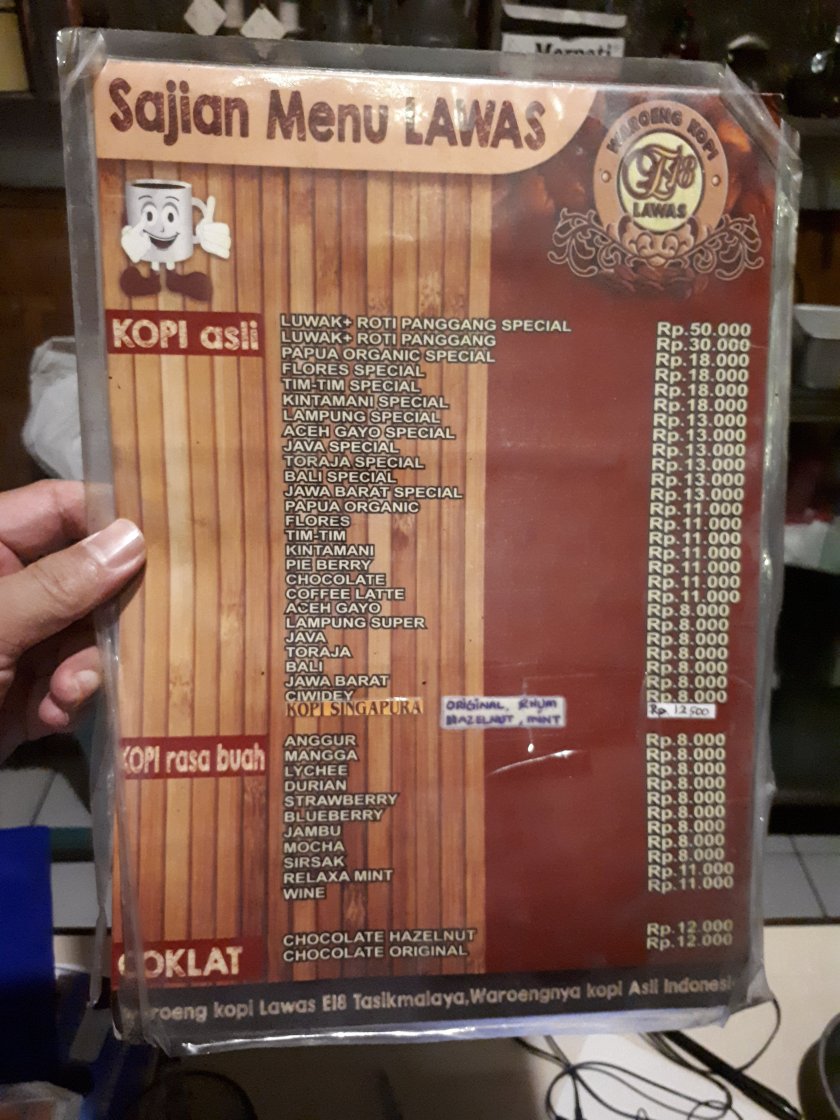 Merpati
Sajian Menu LAWAS
WAROENG KOPI
E18
LAWAS
KOPI asli
LUWAK+ ROTI PANGGANG SPECIAL Rp.50.000
LUWAK+ ROTI PANGGANG Rp.30.000
PAPUA ORGANIC SPECIAL Rp.18.000
FLORES SPECIAL Rp.18.000
TIM-TIM SPECIAL Rp.18.000
KINTAMANI SPECIAL Rp.18.000
LAMPUNG SPECIAL Rp.13.000
ACEH GAYO SPECIAL Rp.13.000
JAVA SPECIAL Rp.13.000
TORAJA SPECIAL Rp.13.000
BALI SPECIAL Rp.13.000
JAWA BARAT SPECIAL Rp.13.000
PAPUA ORGANIC Rp.11.000
FLORES Rp.11.000
TIM-TIM Rp.11.000
KINTAMANI Rp.11.000
PIE BERRY Rp.11.000
CHOCOLATE Rp.11.000
COFFEE LATTE Rp.11.000
ACEH GAYO Rp.8.000
LAMPUNG SUPER Rp.8.000
JAVA Rp.8.000
TORAJA Rp.8.000
BALI Rp.8.000
JAWA BARAT Rp.8.000
CIWIDEY Rp.8.000
KOPI SINGAPURA ORIGINAL, RHUM Rp. 12.500
HAZELNUT, MINT
KOPI rasa buah
ANGGUR Rp.8.000
MANGGA Rp.8.000
LYCHEE Rp.8.000
DURIAN Rp.8.000
STRAWBERRY Rp.8.000
BLUEBERRY Rp.8.000
JAMBU Rp.8.000
MOCHA Rp.8.000
SIRSAK Rp.8.000
RELAXA MINT Rp.11.000
WINE Rp.11.000
COKLAT
CHOCOLATE HAZELNUT Rp.12.000
CHOCOLATE ORIGINAL Rp.12.000
Waroeng kopi Lawas E18 Tasikmalaya,Waroengnya kopi Asli Indonesi